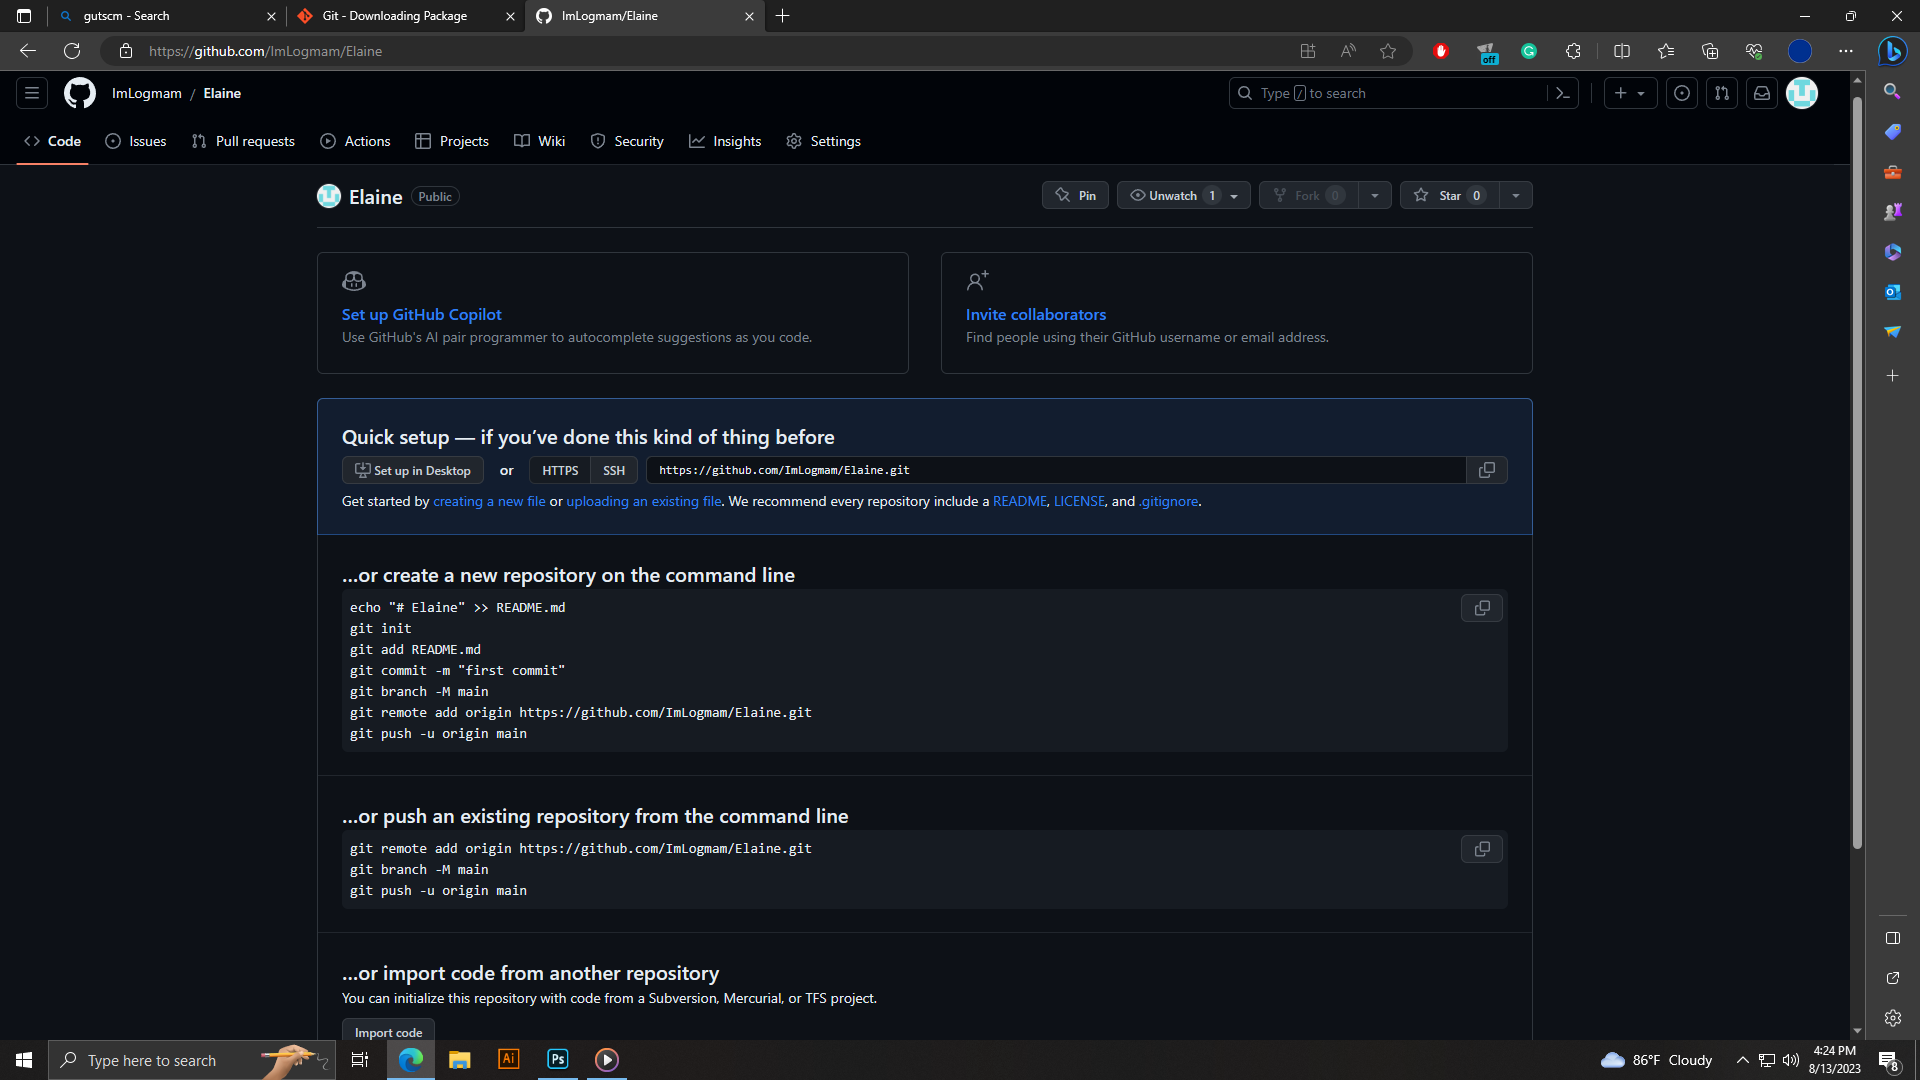 gutscm - Search
Git - Downloading Package
ImLogmam/Elaine
https://github.com/ImLogmam/Elaine
off
ImLogmam / Elaine
Type / to search
Code
Issues
Pull requests
Actions
Projects
Wiki
Security
Insights
Settings
Elaine Public
Pin
Unwatch 1
Fork 0
Star 0
Set up GitHub Copilot
Use GitHub's AI pair programmer to autocomplete suggestions as you code.
Invite collaborators
Find people using their GitHub username or email address.
Quick setup — if you’ve done this kind of thing before
Set up in Desktop or HTTPS SSH https://github.com/ImLogmam/Elaine.git
Get started by creating a new file or uploading an existing file. We recommend every repository include a README, LICENSE, and .gitignore.
…or create a new repository on the command line
echo "# Elaine" >> README.md
git init
git add README.md
git commit -m "first commit"
git branch -M main
git remote add origin https://github.com/ImLogmam/Elaine.git
git push -u origin main
…or push an existing repository from the command line
git remote add origin https://github.com/ImLogmam/Elaine.git
git branch -M main
git push -u origin main
…or import code from another repository
You can initialize this repository with code from a Subversion, Mercurial, or TFS project.
Import code
Type here to search
Ai
Ps
86°F Cloudy
4:24 PM
8/13/2023
8